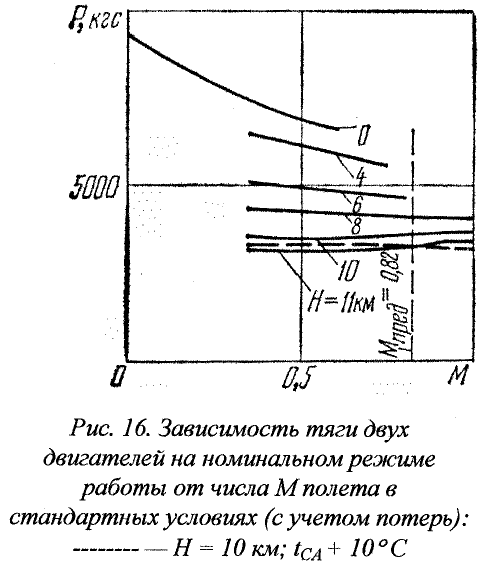 P, кгс
0
4
5000
6
8
10
H=11км
Mпред = 0,82
0
0,5
M
Рис. 16. Зависимость тяги двух
двигателей на номинальном режиме
работы от числа М полета в
стандартных условиях (с учетом потерь):
-------- — H = 10 км; tСА + 10°C